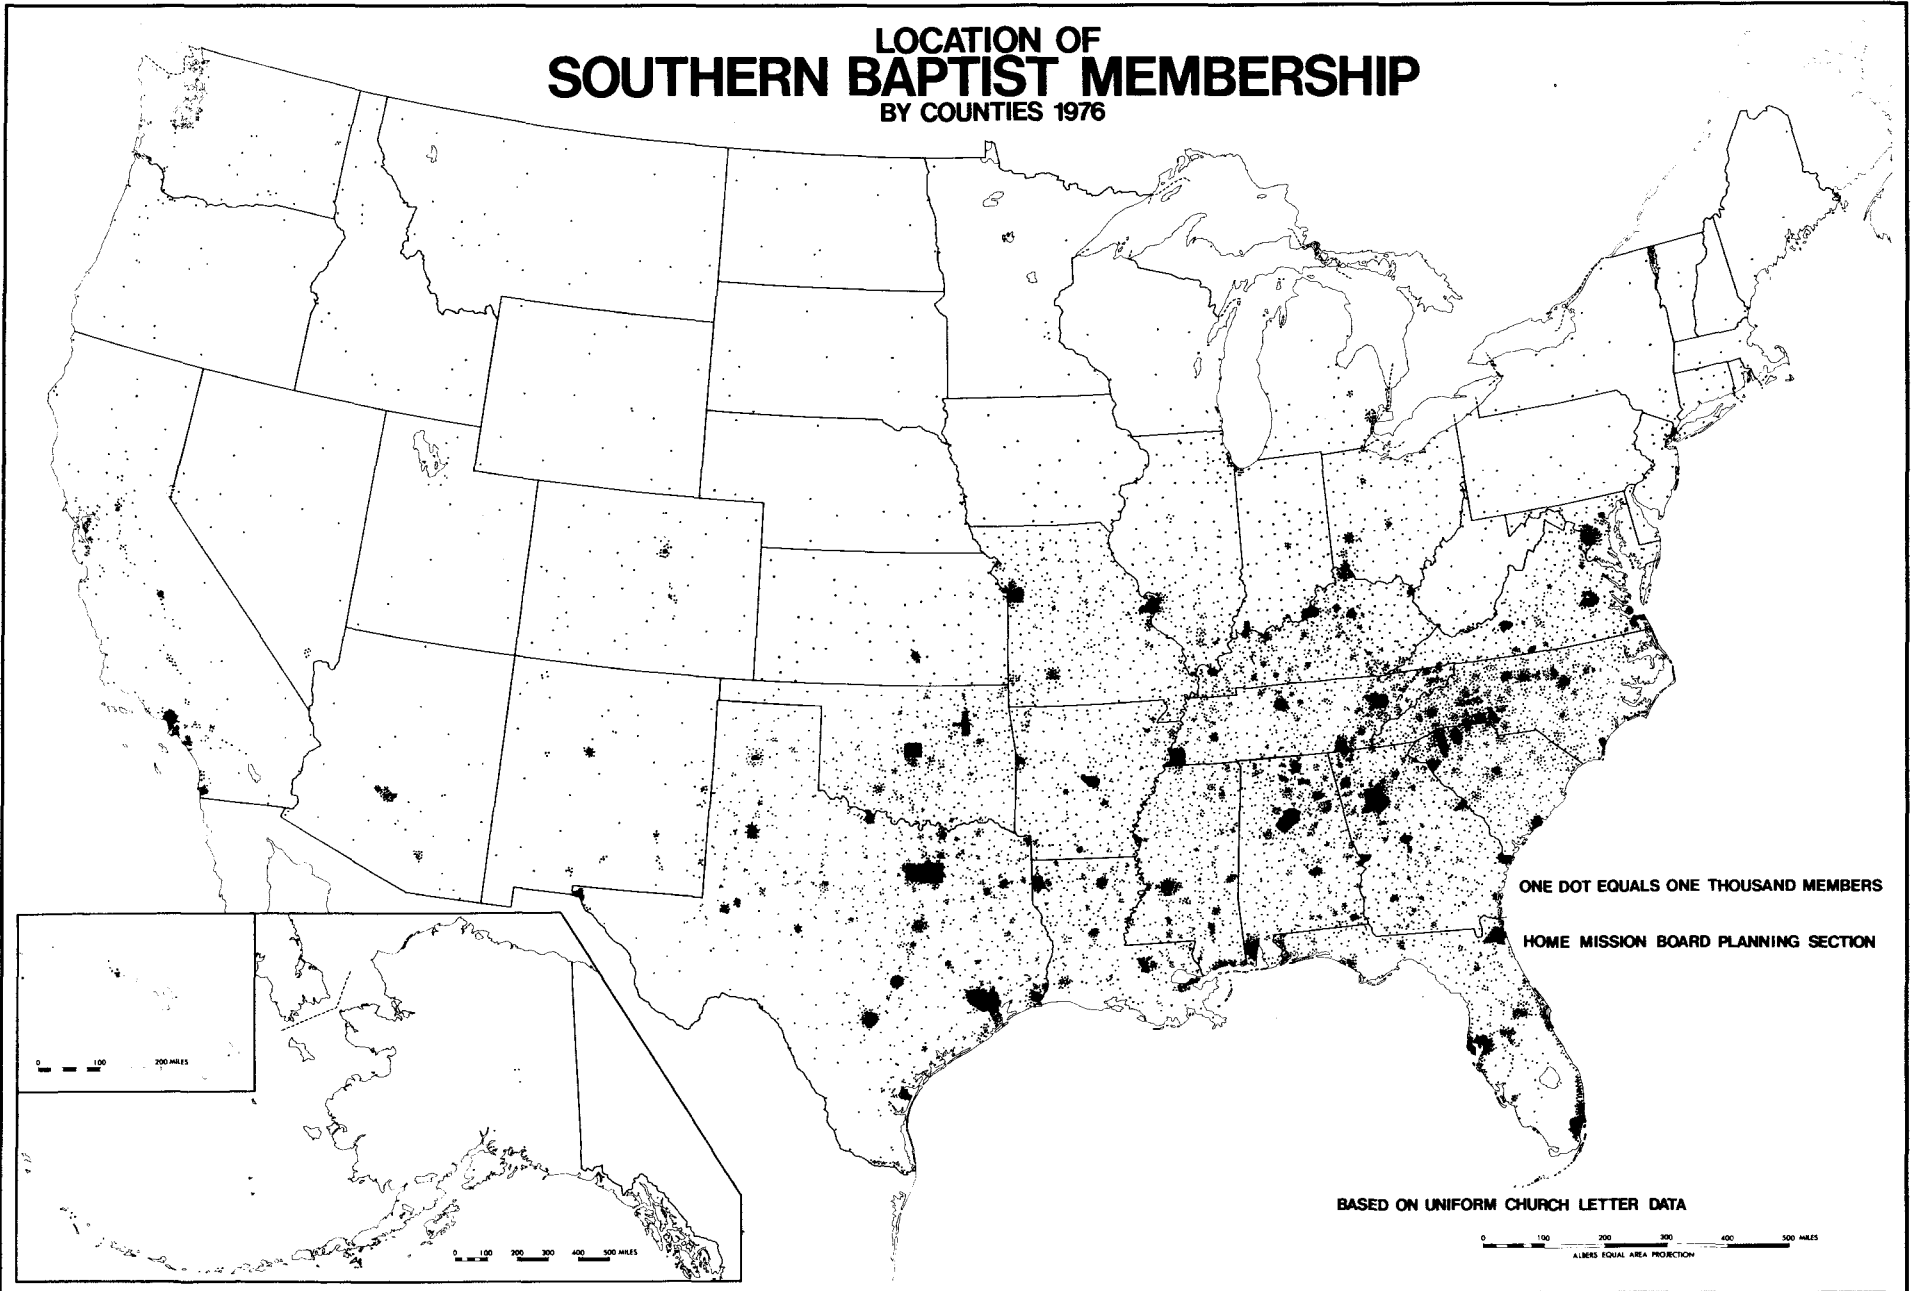 LOCATION OF
SOUTHERN BAPTIST MEMBERSHIP
BY COUNTIES 1976
ONE DOT EQUALS ONE THOUSAND MEMBERS
HOME MISSION BOARD PLANNING SECTION
0 100 200 MILES
0 100 200 300 400 500 MILES
BASED ON UNIFORM CHURCH LETTER DATA
0 100 200 300 400 500 MILES
ALBERS EQUAL AREA PROJECTION